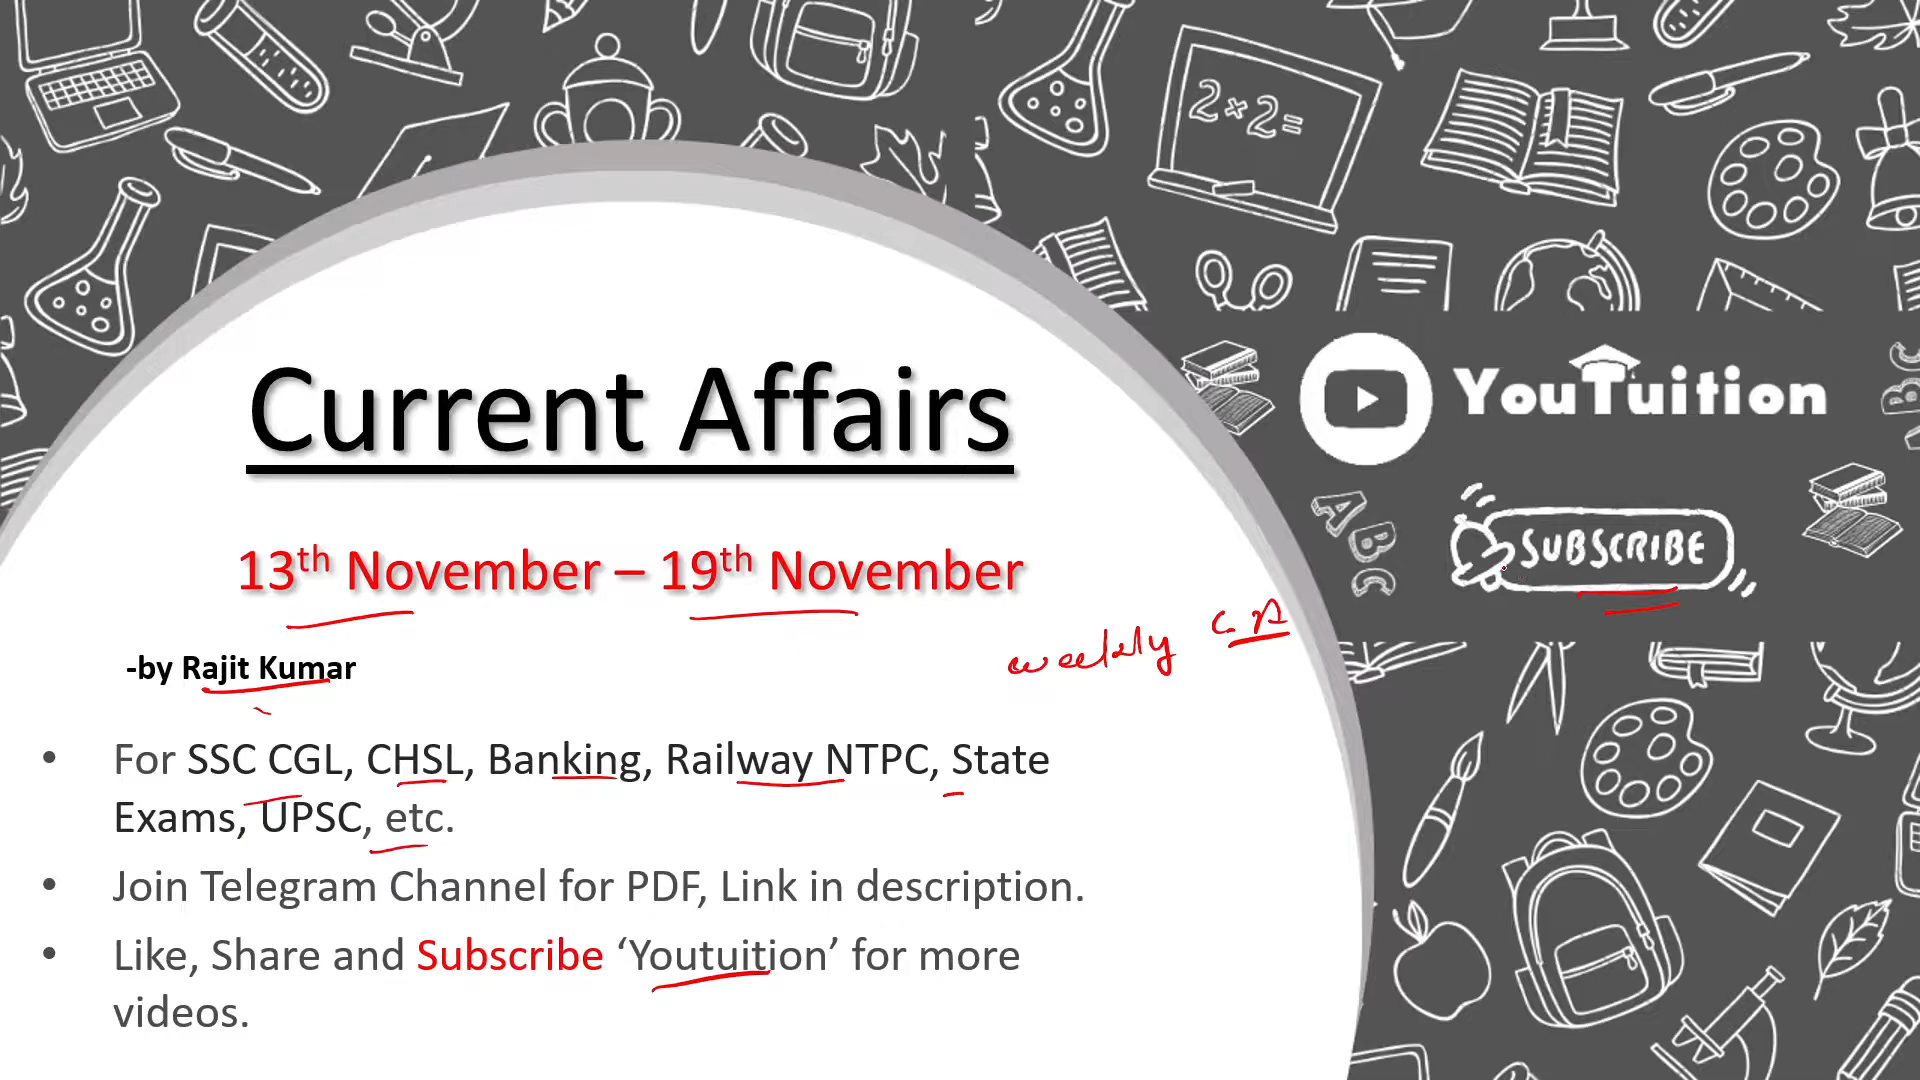 2×2=
YouTuition
Current Affairs
A
B
C
SUBSCRIBE
13th November – 19th November
weekly CA
-by Rajit Kumar
• For SSC CGL, CHSL, Banking, Railway NTPC, State
Exams, UPSC, etc.
• Join Telegram Channel for PDF, Link in description.
• Like, Share and Subscribe ‘Youtuition’ for more
videos.